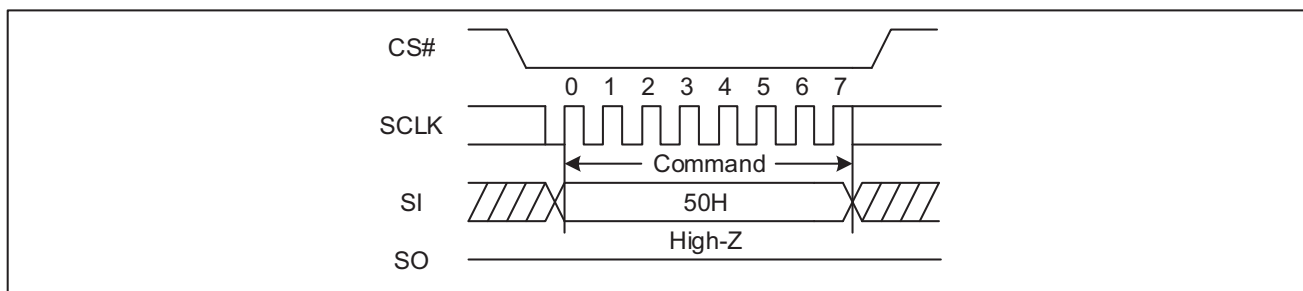 CS#
0 1 2 3 4 5 6 7
SCLK
Command
SI
50H
High-Z
SO